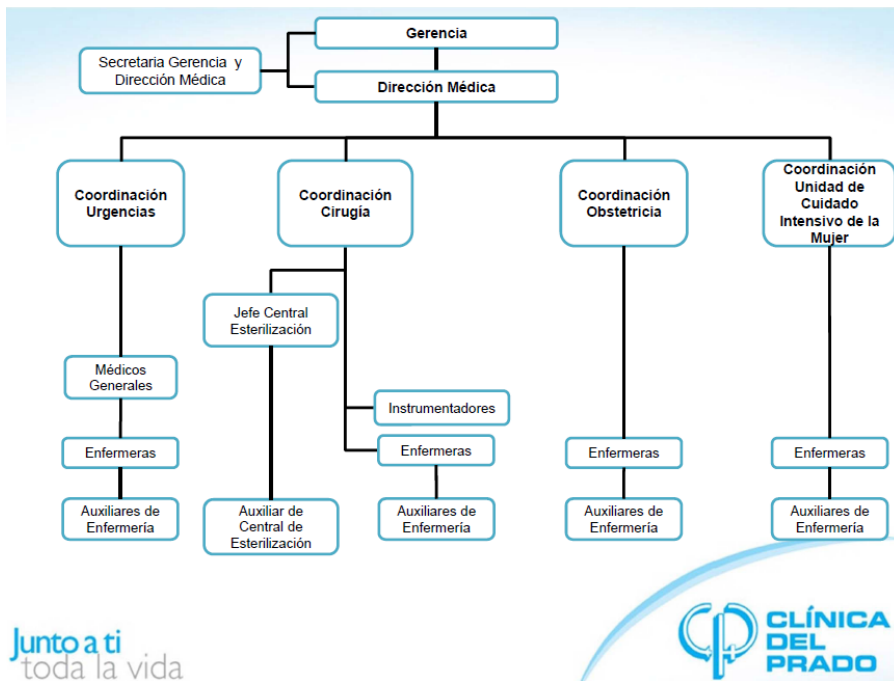 Gerencia
Secretaria Gerencia y
Dirección Médica
Dirección Médica
Coordinación
Urgencias
Coordinación
Cirugía
Coordinación
Obstetricia
Coordinación
Unidad de
Cuidado
Intensivo de la
Mujer
Jefe Central
Esterilización
Médicos
Generales
Instrumentadores
Enfermeras
Enfermeras
Enfermeras
Enfermeras
Auxiliares de
Enfermería
Auxiliar de
Central de
Esterilización
Auxiliares de
Enfermería
Auxiliares de
Enfermería
Auxiliares de
Enfermería
Junto a ti
toda la vida
CLÍNICA
DEL
PRADO